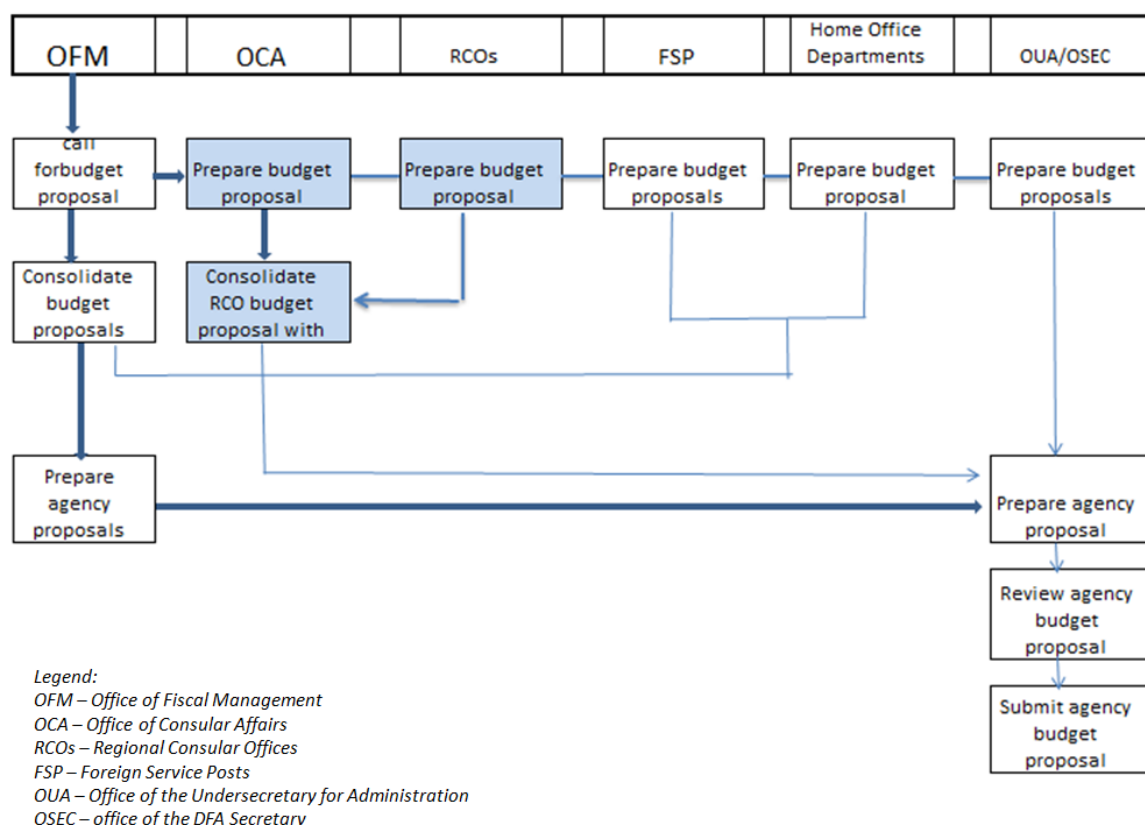 OFM
OCA
RCOs
FSP
Home Office
Departments
OUA/OSEC
call
forbudget
proposal
Prepare budget
proposal
Prepare budget
proposal
Prepare budget
proposals
Prepare budget
proposal
Prepare budget
proposals
Consolidate
budget
proposals
Consolidate
RCO budget
proposal with
Prepare
agency
proposals
Prepare agency
proposal
Review agency
budget
proposal
Submit agency
budget
proposal
Legend:
OFM – Office of Fiscal Management
OCA – Office of Consular Affairs
RCOs – Regional Consular Offices
FSP – Foreign Service Posts
OUA – Office of the Undersecretary for Administration
OSEC – office of the DFA Secretary